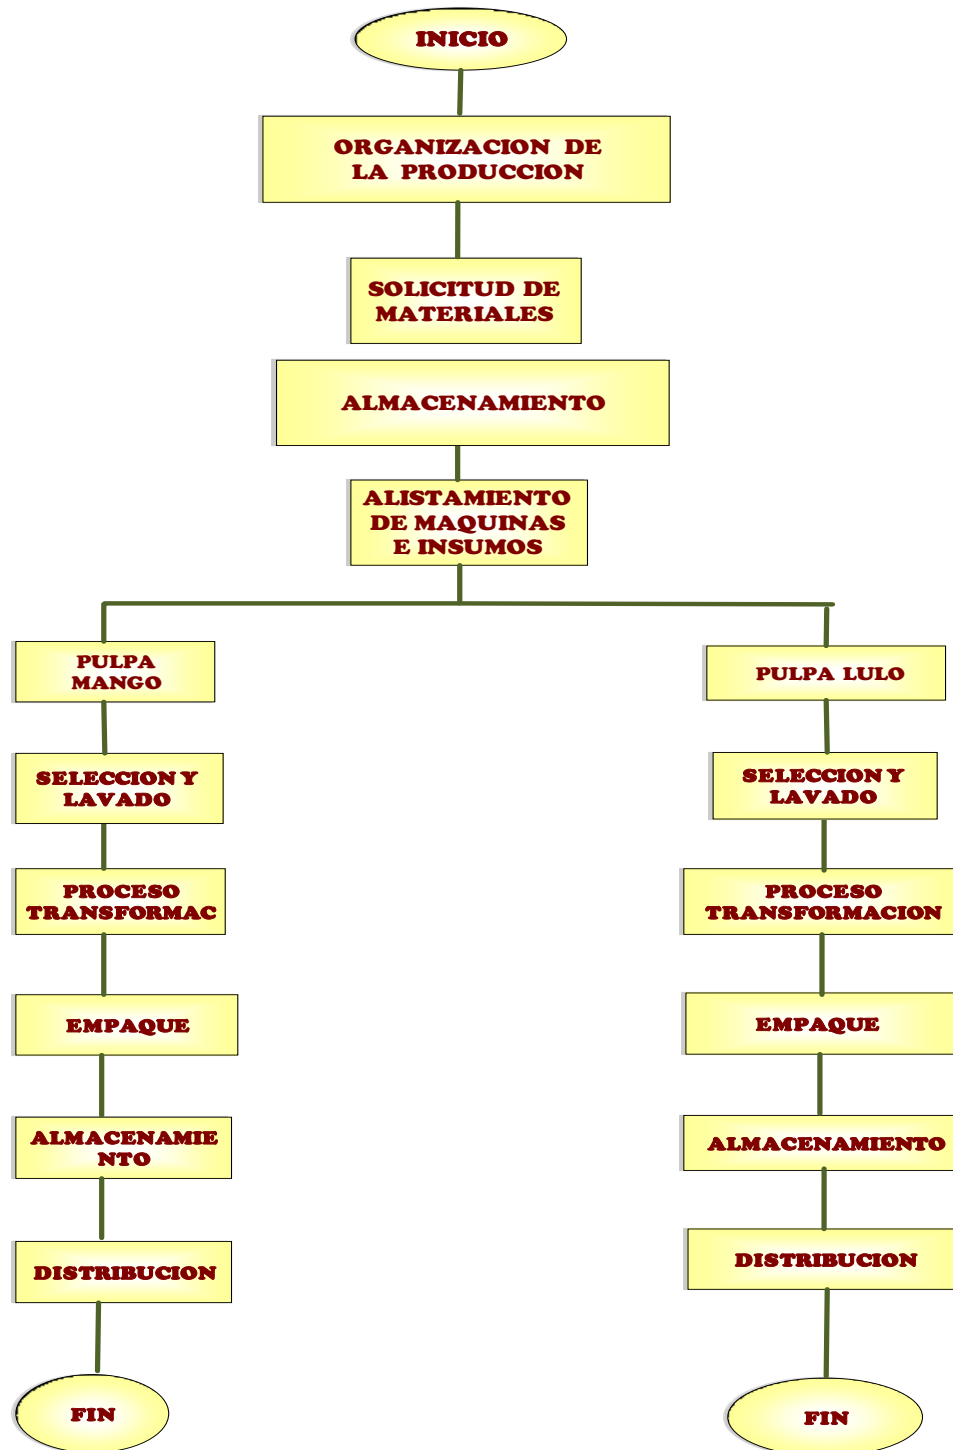 INICIO
ORGANIZACION DE
LA PRODUCCION
SOLICITUD DE
MATERIALES
ALMACENAMIENTO
ALISTAMIENTO
DE MAQUINAS
E INSUMOS
PULPA
MANGO
SELECCION Y
LAVADO
PROCESO
TRANSFORMAC
EMPAQUE
ALMACENAMIE
NTO
DISTRIBUCION
FIN
PULPA LULO
SELECCION Y
LAVADO
PROCESO
TRANSFORMACION
EMPAQUE
ALMACENAMIENTO
DISTRIBUCION
FIN